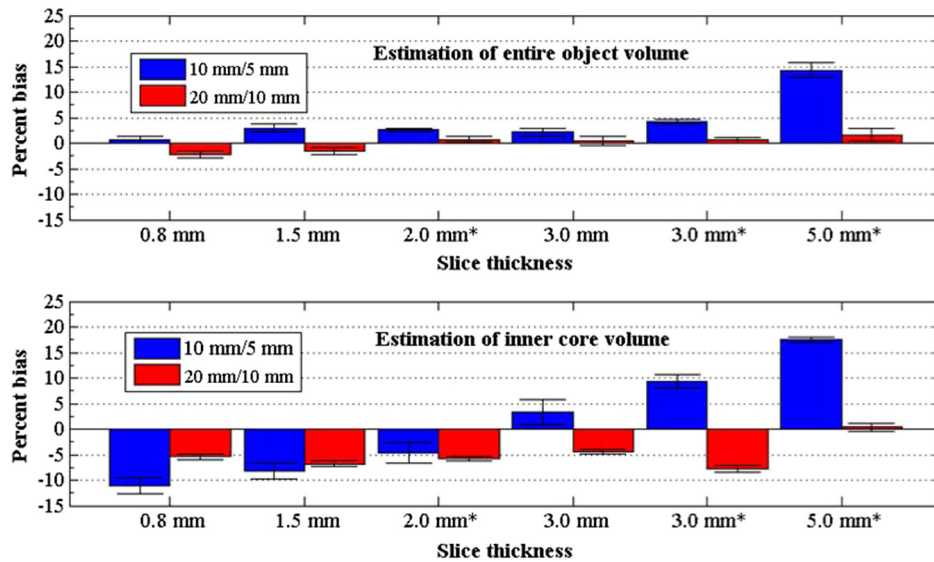 25
20
15
10
5
0
-5
-10
-15
Percent bias
Estimation of entire object volume
10 mm/5 mm
20 mm/10 mm
0.8 mm 1.5 mm 2.0 mm* 3.0 mm 3.0 mm* 5.0 mm*
Slice thickness
25
20
15
10
5
0
-5
-10
-15
Percent bias
Estimation of inner core volume
10 mm/5 mm
20 mm/10 mm
0.8 mm 1.5 mm 2.0 mm* 3.0 mm 3.0 mm* 5.0 mm*
Slice thickness